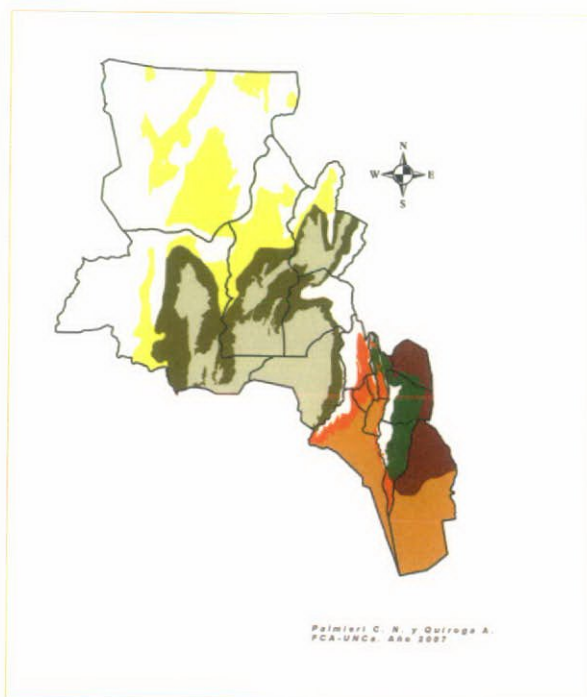 N
W E
S
Palmieri C. N. y Quiroga A.
FCA-UNCa. Año 2007